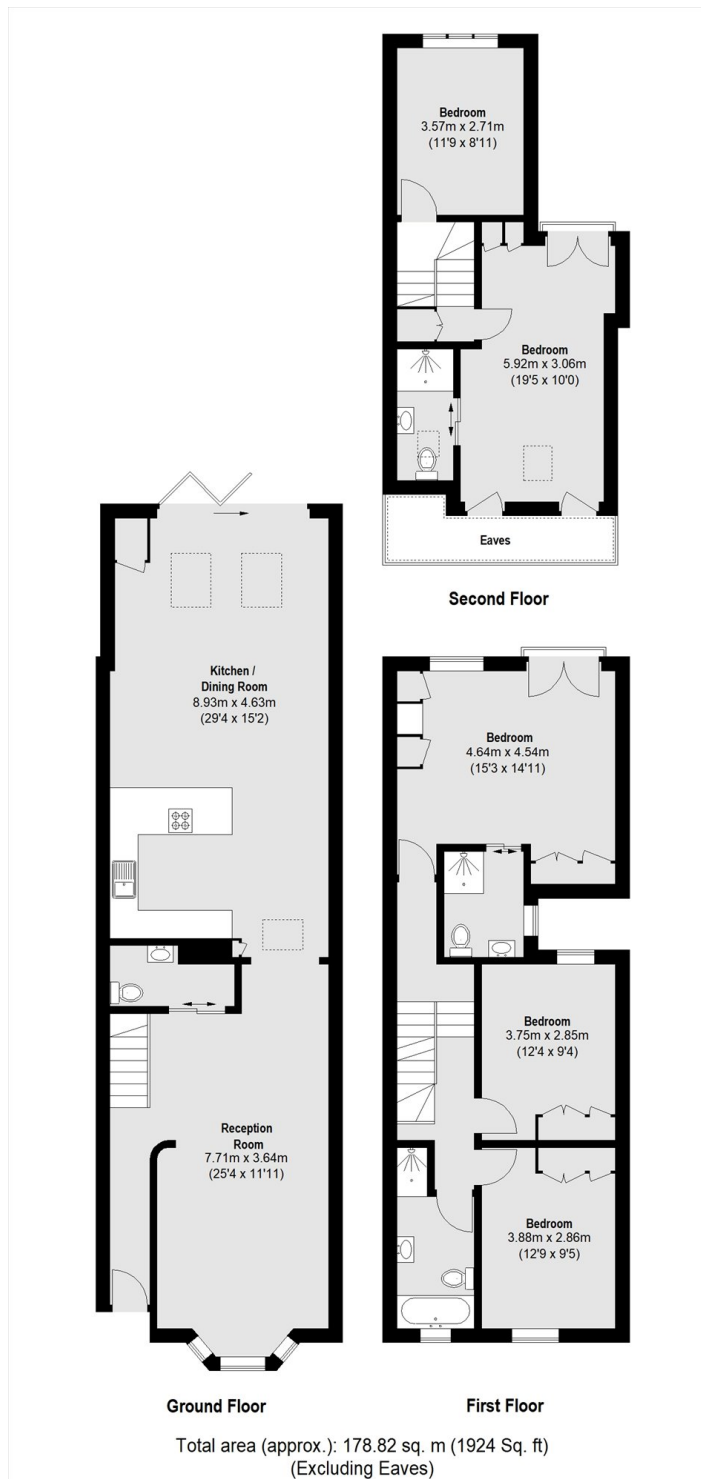 Bedroom
3.57m x 2.71m
(11'9 x 8'11)
Bedroom
5.92m x 3.06m
(19'5 x 10'0)
Eaves
Second Floor
Kitchen /
Dining Room
8.93m x 4.63m
(29'4 x 15'2)
Reception
Room
7.71m x 3.64m
(25'4 x 11'11)
Ground Floor
Bedroom
4.64m x 4.54m
(15'3 x 14'11)
Bedroom
3.75m x 2.85m
(12'4 x 9'4)
Bedroom
3.88m x 2.86m
(12'9 x 9'5)
First Floor
Total area (approx.): 178.82 sq. m (1924 Sq. ft)
(Excluding Eaves)